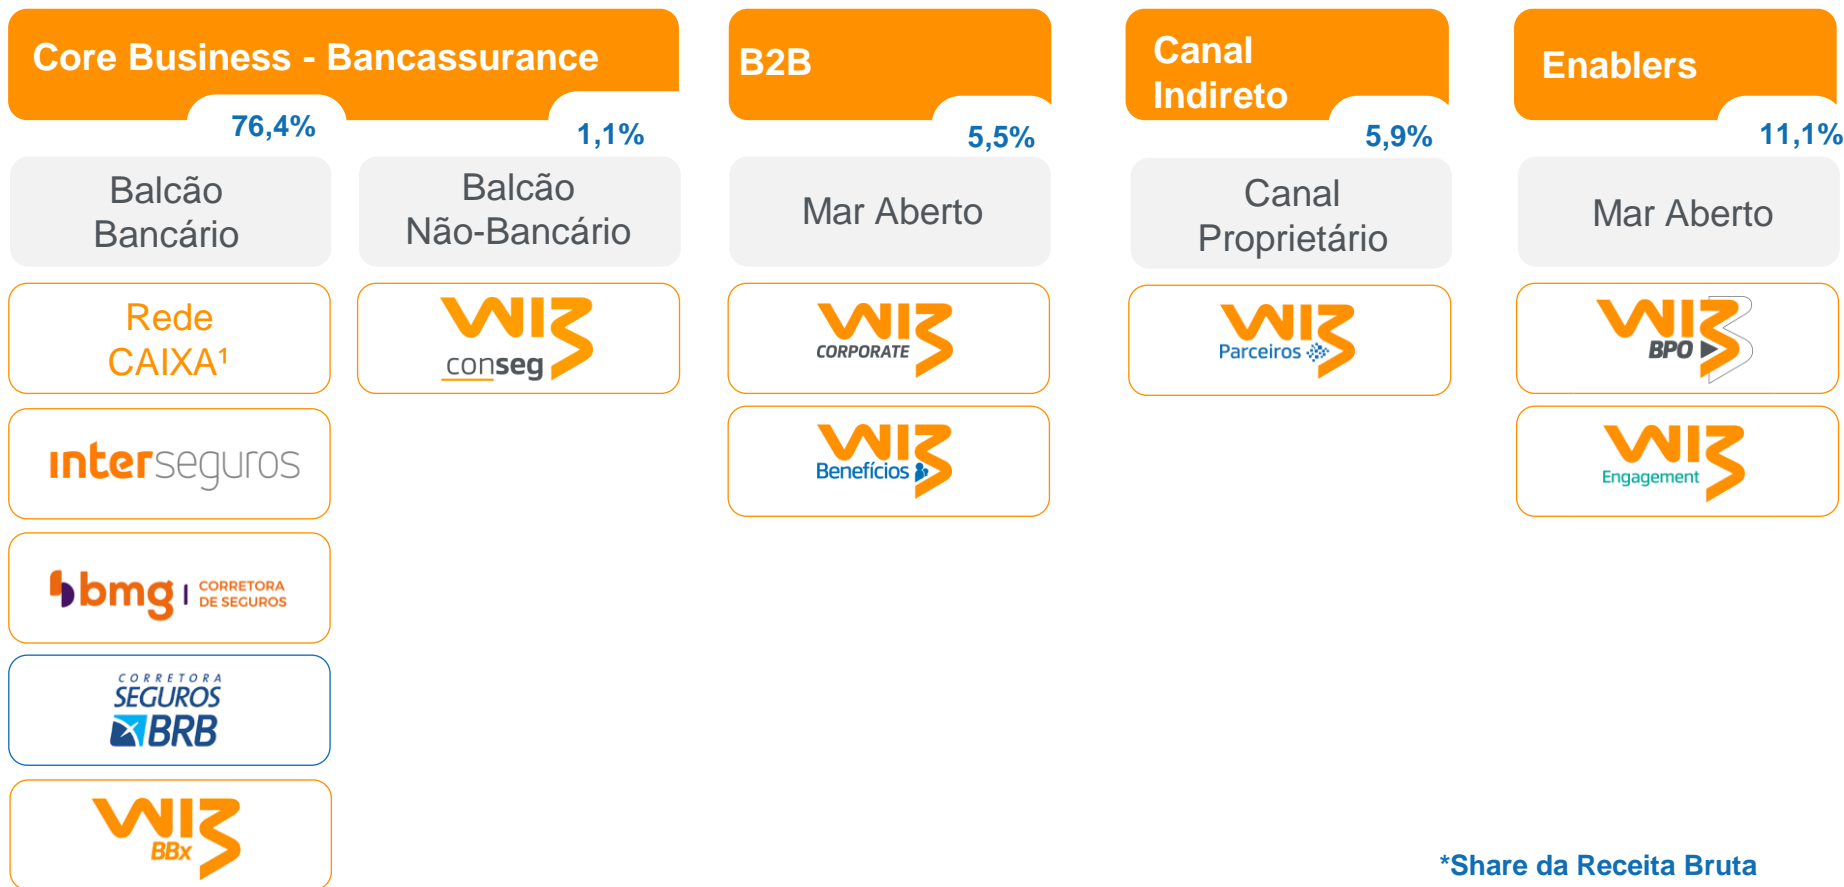 Core Business - Bancassurance
76,4%
1,1%
Balcão
Bancário
Balcão
Não-Bancário
Rede
CAIXA¹
WIZ
conseg
interseguros
bmg | CORRETORA
DE SEGUROS
CORRETORA
SEGUROS
BRB
WIZ
BBx
B2B
5,5%
Mar Aberto
WIZ
CORPORATE
WIZ
Benefícios
Canal
Indireto
5,9%
Canal
Proprietário
WIZ
Parceiros
Enablers
11,1%
Mar Aberto
WIZ
BPO
WIZ
Engagement
*Share da Receita Bruta